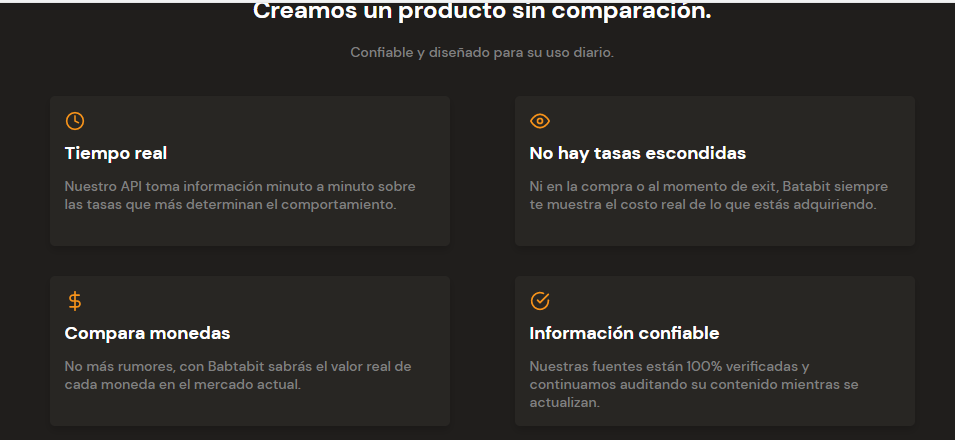 Creamos un producto sin comparación.
Confiable y diseñado para su uso diario.
Tiempo real
Nuestro API toma información minuto a minuto sobre
las tasas que más determinan el comportamiento.
No hay tasas escondidas
Ni en la compra o al momento de exit, Batabit siempre
te muestra el costo real de lo que estás adquiriendo.
Compara monedas
No más rumores, con Babtabit sabrás el valor real de
cada moneda en el mercado actual.
Información confiable
Nuestras fuentes están 100% verificadas y
continuamos auditando su contenido mientras se
actualizan.